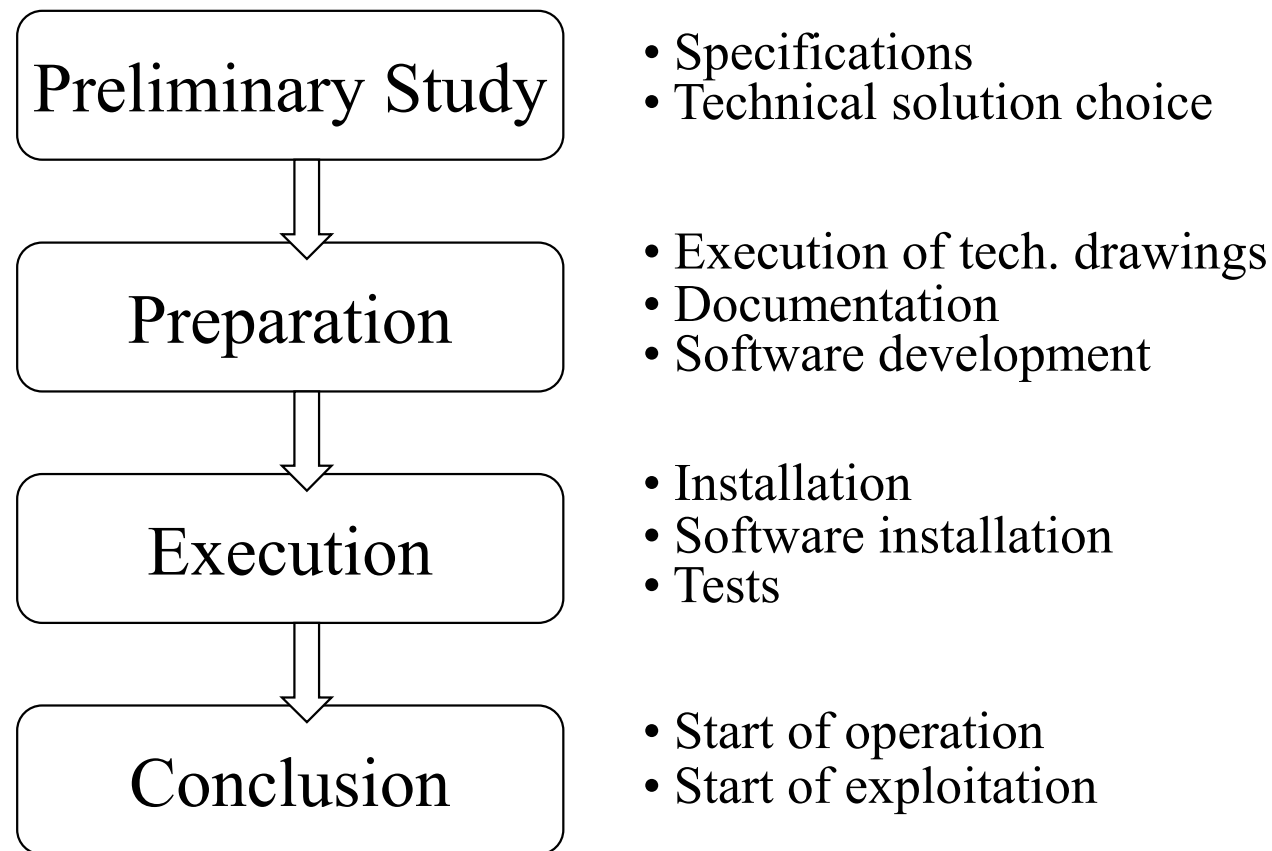 Preliminary Study
• Specifications
• Technical solution choice
Preparation
• Execution of tech. drawings
• Documentation
• Software development
Execution
• Installation
• Software installation
• Tests
Conclusion
• Start of operation
• Start of exploitation